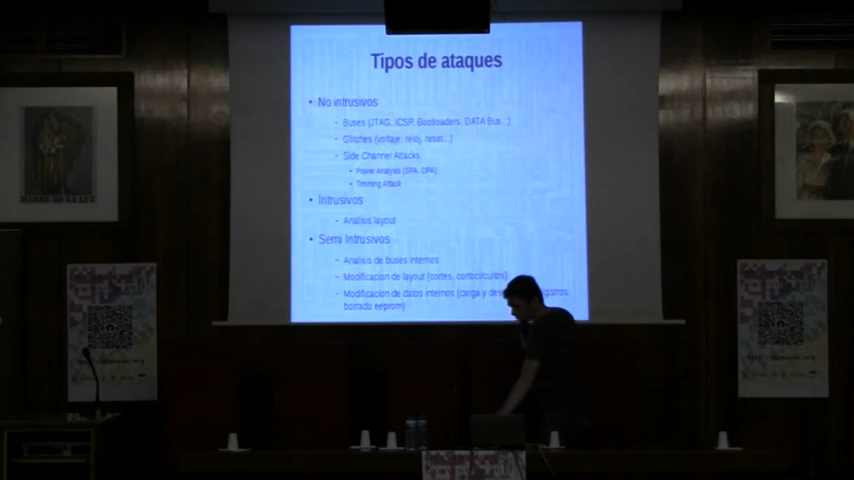 Tipos de ataques
• No intrusivos
– Buses (JTAG, ICSP, Bootloaders, DATA Bus...)
– Glitches (voltaje, reloj, reset...)
– Side Channel Attacks
• Power Analysis (SPA, DPA)
• Timming Attack
• Intrusivos
– Analisis layout
• Semi Intrusivos
– Analisis de buses internos
– Modificacion de layout (cortes, cortocircuitos)
– Modificacion de datos internos (carga y
borrado eeprom)